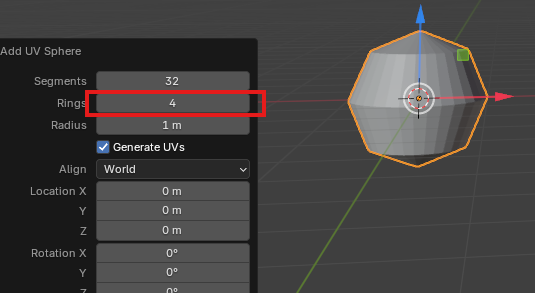 Add UV Sphere
Segments 32
Rings 4
Radius 1 m
Generate UVs
Align World
Location X 0 m
Y 0 m
Z 0 m
Rotation X 0°
Y 0°
Z 0°